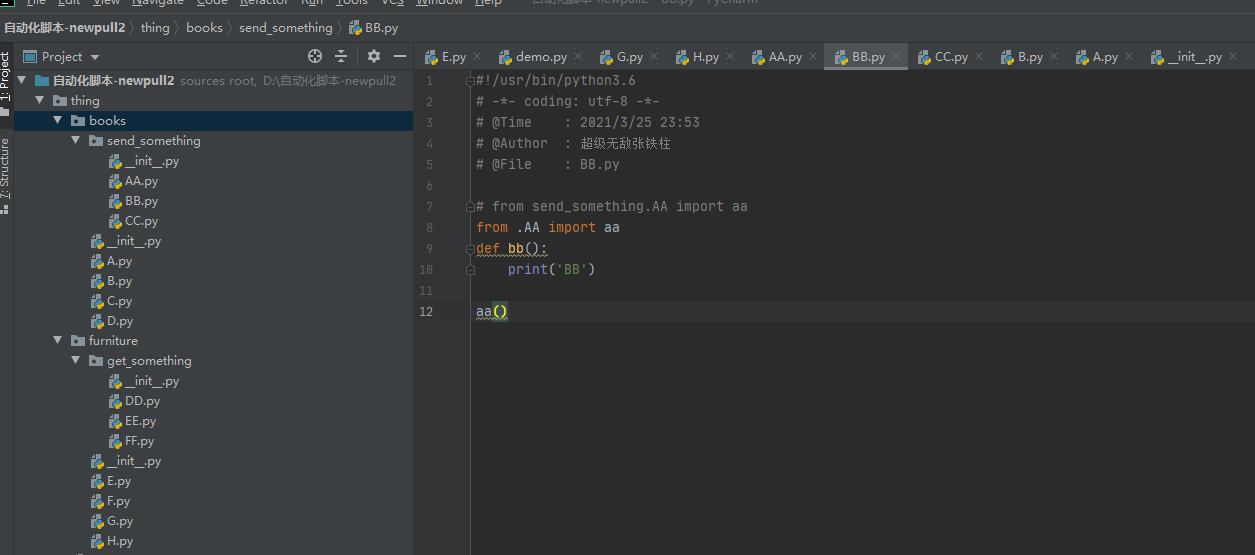 File Edit View Navigate Code Refactor Run Tools VCS Window Help 自动化脚本-newpull2 - BB.py - PyCharm
自动化脚本-newpull2 thing books send_something BB.py
Project
E.py demo.py G.py H.py AA.py BB.py CC.py B.py A.py __init__.py
1: Project
7: Structure
自动化脚本-newpull2 sources root, D:\自动化脚本-newpull2
thing
books
send_something
__init__.py
AA.py
BB.py
CC.py
__init__.py
A.py
B.py
C.py
D.py
furniture
get_something
__init__.py
DD.py
EE.py
FF.py
__init__.py
E.py
F.py
G.py
H.py
1 #!/usr/bin/python3.6
2 # -*- coding: utf-8 -*-
3 # @Time    : 2021/3/25 23:53
4 # @Author  : 超级无敌张铁柱
5 # @File    : BB.py
6
7 # from send_something.AA import aa
8 from .AA import aa
9 def bb():
10     print('BB')
11
12 aa()